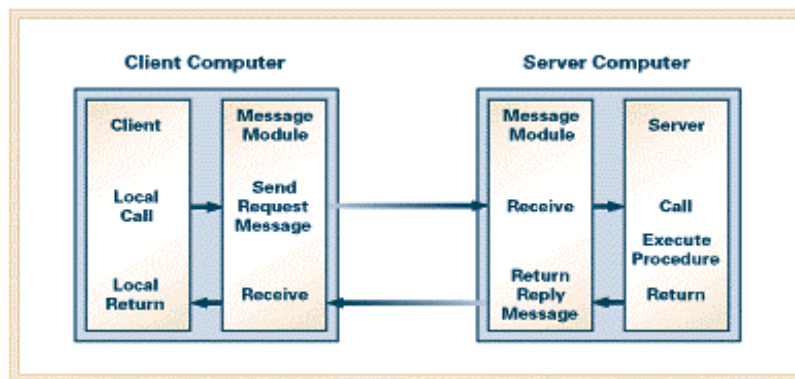 Client Computer
Server Computer
Client
Message
Module
Local
Call
Send
Request
Message
Local
Return
Receive
Message
Module
Server
Receive
Call
Execute
Procedure
Return
Reply
Message
Return